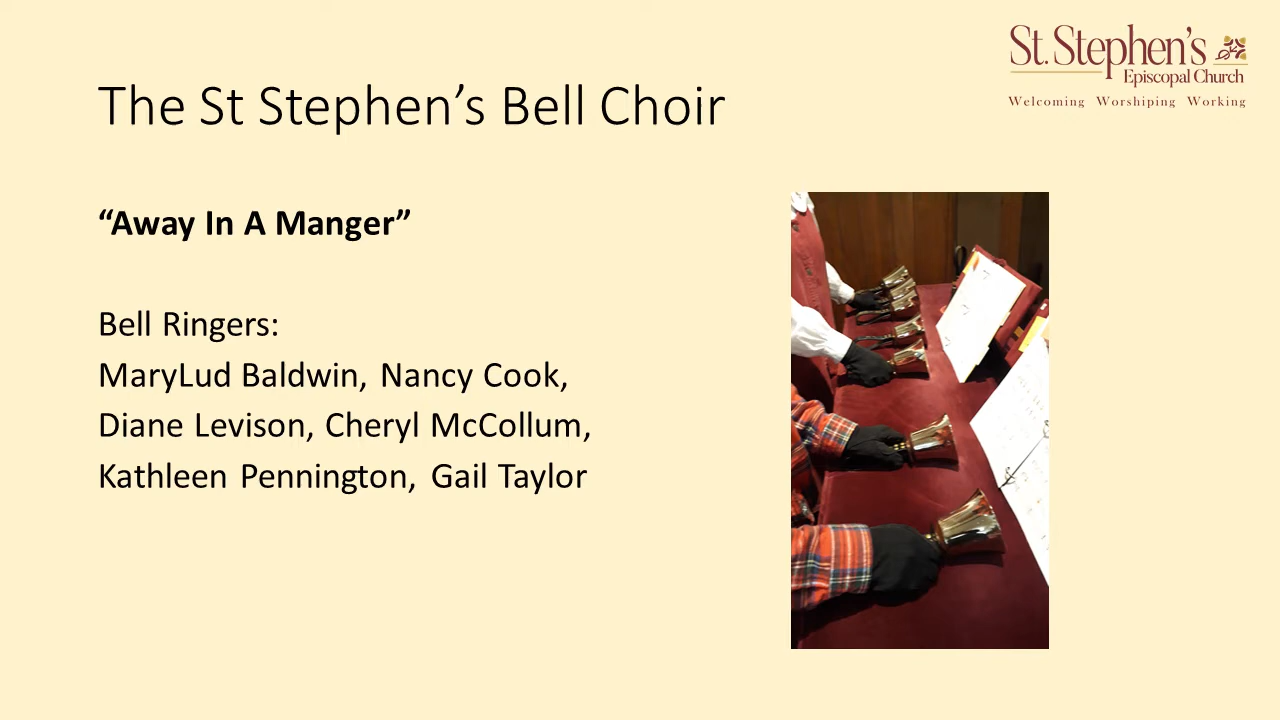 St. Stephen's
Episcopal Church
Welcoming Worshiping Working
The St Stephen’s Bell Choir
“Away In A Manger”
Bell Ringers:
MaryLud Baldwin, Nancy Cook,
Diane Levison, Cheryl McCollum,
Kathleen Pennington, Gail Taylor